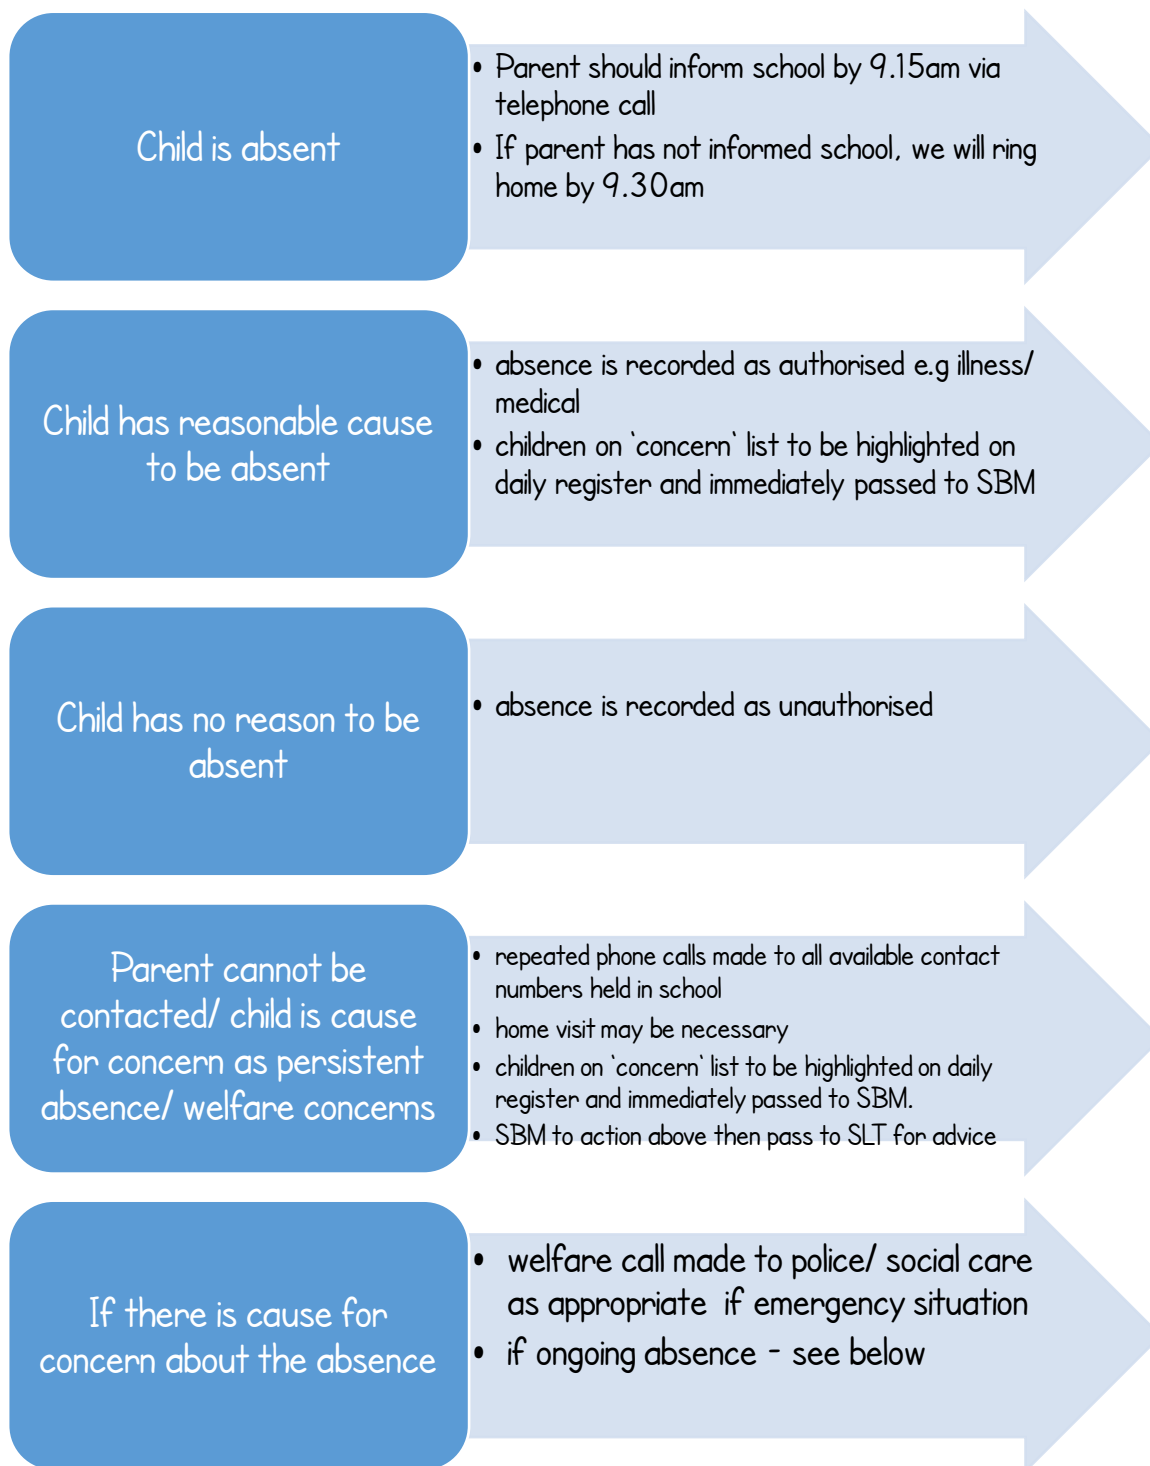 Child is absent
• Parent should inform school by 9.15am via
telephone call
• If parent has not informed school, we will ring
home by 9.30am
Child has reasonable cause
to be absent
• absence is recorded as authorised e.g illness/
medical
• children on `concern` list to be highlighted on
daily register and immediately passed to SBM
Child has no reason to be
absent
• absence is recorded as unauthorised
Parent cannot be
contacted/ child is cause
for concern as persistent
absence/ welfare concerns
• repeated phone calls made to all available contact
numbers held in school
• home visit may be necessary
• children on `concern` list to be highlighted on daily
register and immediately passed to SBM.
• SBM to action above then pass to SLT for advice
If there is cause for
concern about the absence
• welfare call made to police/ social care
as appropriate  if emergency situation
• if ongoing absence - see below